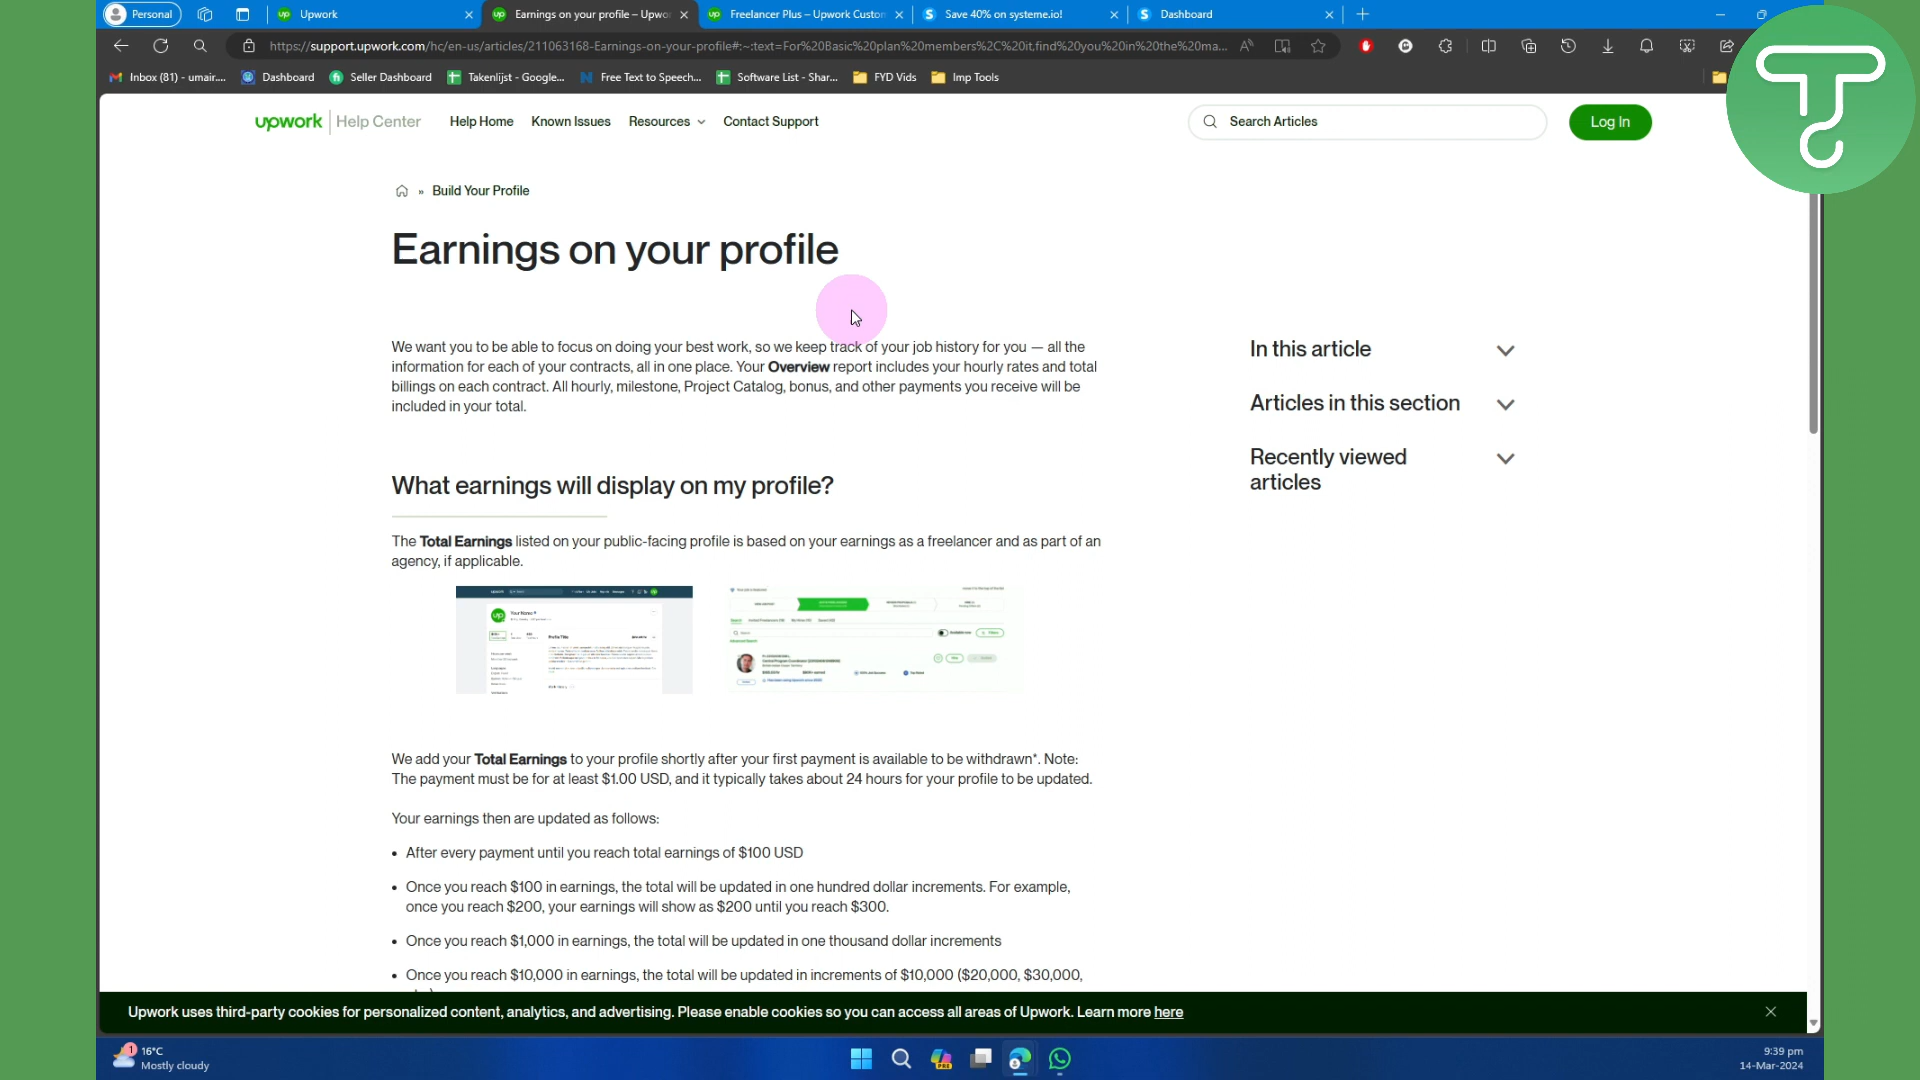 Personal
Upwork
Earnings on your profile – Upwor
Freelancer Plus – Upwork Custom
Save 40% on systeme.io!
Dashboard
https://support.upwork.com/hc/en-us/articles/211063168-Earnings-on-your-profile#:~:text=For%20Basic%20plan%20members%2C%20it,find%20you%20in%20the%20ma...
Inbox (81) - umair....
Dashboard
Seller Dashboard
Takenlijst - Google...
Free Text to Speech...
Software List - Shar...
FYD Vids
Imp Tools
upwork Help Center
Help Home
Known Issues
Resources
Contact Support
Search Articles
Log In
» Build Your Profile
Earnings on your profile
We want you to be able to focus on doing your best work, so we keep track of your job history for you — all the
information for each of your contracts, all in one place. Your Overview report includes your hourly rates and total
billings on each contract. All hourly, milestone, Project Catalog, bonus, and other payments you receive will be
included in your total.
In this article
Articles in this section
Recently viewed
articles
What earnings will display on my profile?
The Total Earnings listed on your public-facing profile is based on your earnings as a freelancer and as part of an
agency, if applicable.
We add your Total Earnings to your profile shortly after your first payment is available to be withdrawn*. Note:
The payment must be for at least $1.00 USD, and it typically takes about 24 hours for your profile to be updated.
Your earnings then are updated as follows:
• After every payment until you reach total earnings of $100 USD
• Once you reach $100 in earnings, the total will be updated in one hundred dollar increments. For example,
once you reach $200, your earnings will show as $200 until you reach $300.
• Once you reach $1,000 in earnings, the total will be updated in one thousand dollar increments
• Once you reach $10,000 in earnings, the total will be updated in increments of $10,000 ($20,000, $30,000,
Upwork uses third-party cookies for personalized content, analytics, and advertising. Please enable cookies so you can access all areas of Upwork. Learn more here
1
16°C
Mostly cloudy
9:39 pm
14-Mar-2024